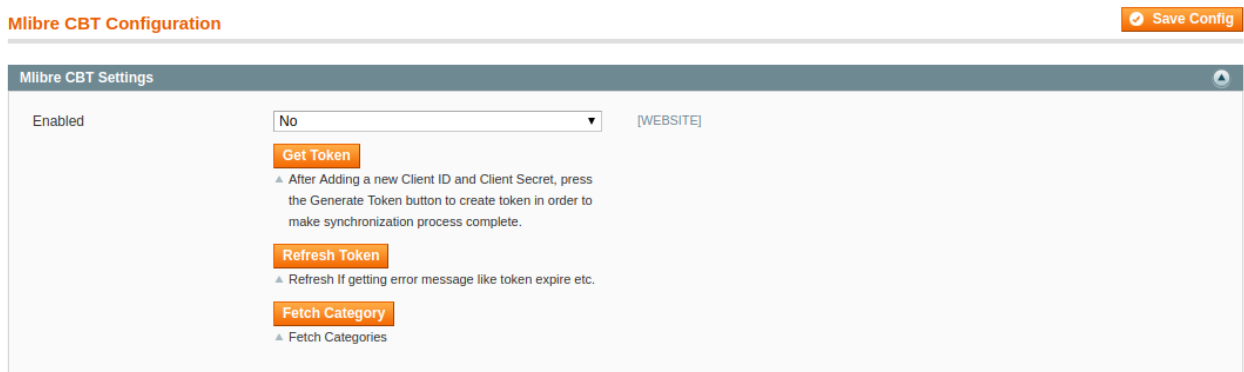 Mlibre CBT Configuration
Save Config
Mlibre CBT Settings
Enabled
No
[WEBSITE]
Get Token
After Adding a new Client ID and Client Secret, press
the Generate Token button to create token in order to
make synchronization process complete.
Refresh Token
Refresh If getting error message like token expire etc.
Fetch Category
Fetch Categories